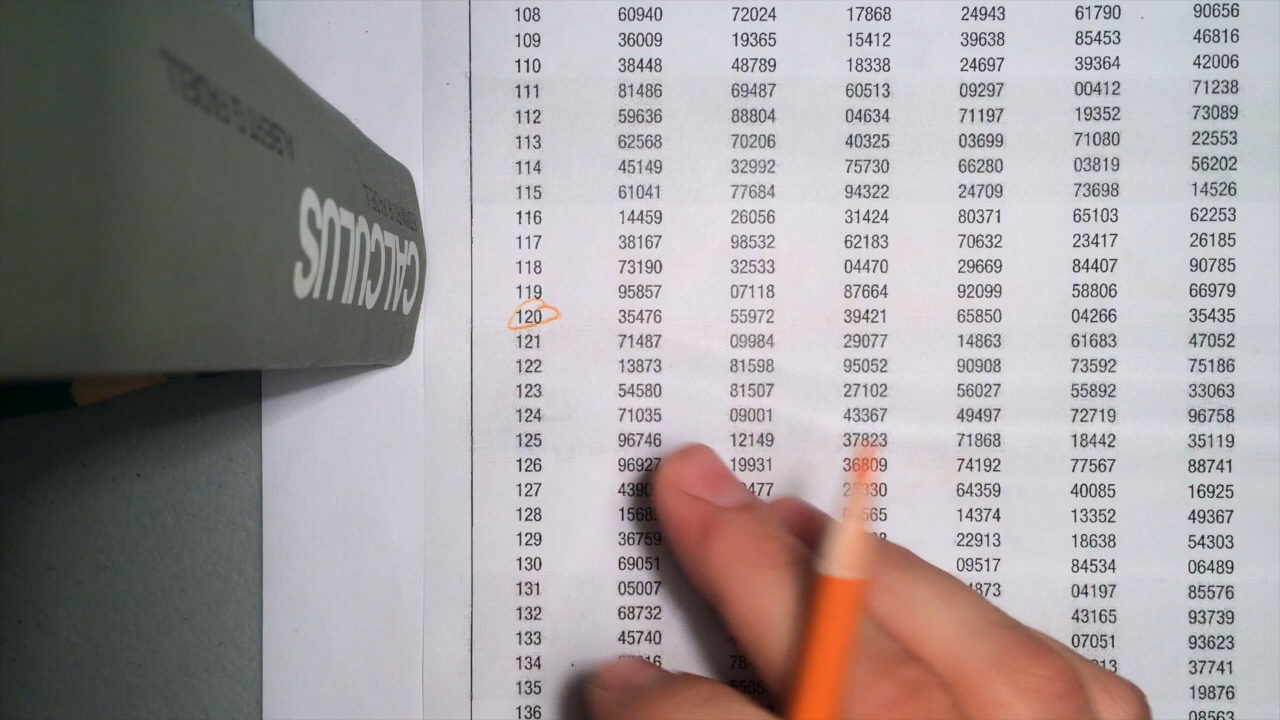 CALCULUS
108 60940 72024 17868 24943 61790 90656
109 36009 19365 15412 39638 85453 46816
110 38448 48789 18338 24697 39364 42006
111 81486 69487 60513 09297 00412 71238
112 59636 88804 04634 71197 19352 73089
113 62568 70206 40325 03699 71080 22553
114 45149 32992 75730 66280 03819 56202
115 61041 77684 94322 24709 73698 14526
116 14459 26056 31424 80371 65103 62253
117 38167 98532 62183 70632 23417 26185
118 73190 32533 04470 29669 84407 90785
119 95857 07118 87664 92099 58806 66979
120 35476 55972 39421 65850 04266 35435
121 71487 09984 29077 14863 61683 47052
122 13873 81598 95052 90908 73592 75186
123 54580 81507 27102 56027 55892 33063
124 71035 09001 43367 49497 72719 96758
125 96746 12149 37823 71868 18442 35119
126 96927 19931 36809 74192 77567 88741
127 64359 40085 16925
128 14374 13352 49367
129 36759 22913 18638 54303
130 69051 09517 84534 06489
131 05007 04197 85576
132 68732 43165 93739
133 45740 07051 93623
134 37741
135 19876
136 08563